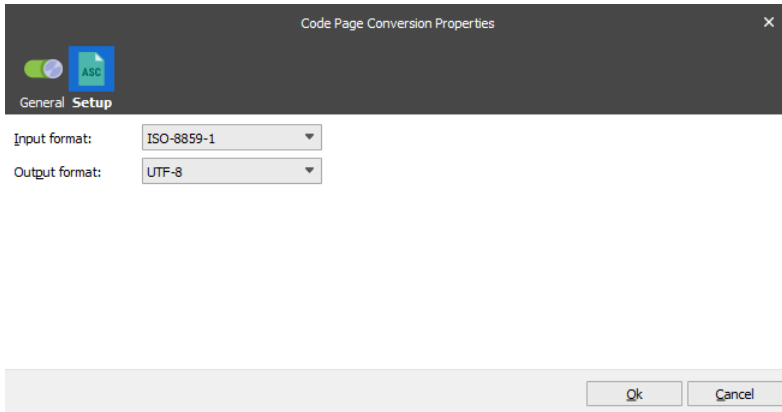 Code Page Conversion Properties
ASC
General Setup
Input format: ISO-8859-1
Output format: UTF-8
Ok Cancel